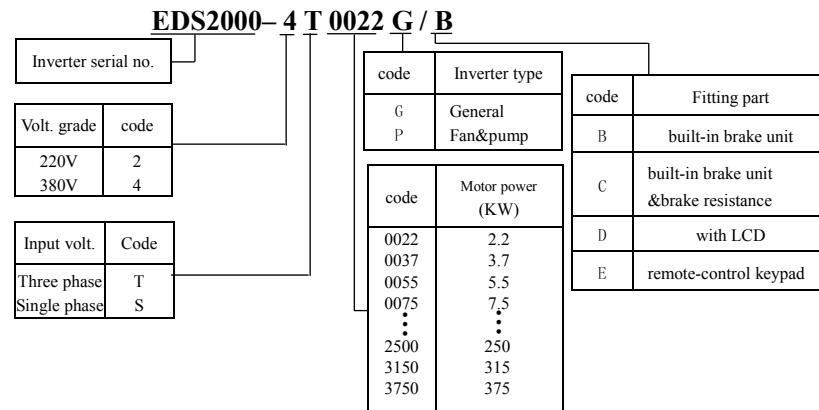 EDS2000– 4 T 0022 G / B
Inverter serial no.
Volt. grade code
220V 2
380V 4
Input volt. Code
Three phase T
Single phase S
code Inverter type
G General
P Fan&pump
code Motor power
(KW)
0022 2.2
0037 3.7
0055 5.5
0075 7.5
2500 250
3150 315
3750 375
code Fitting part
B built-in brake unit
C built-in brake unit
&brake resistance
D with LCD
E remote-control keypad